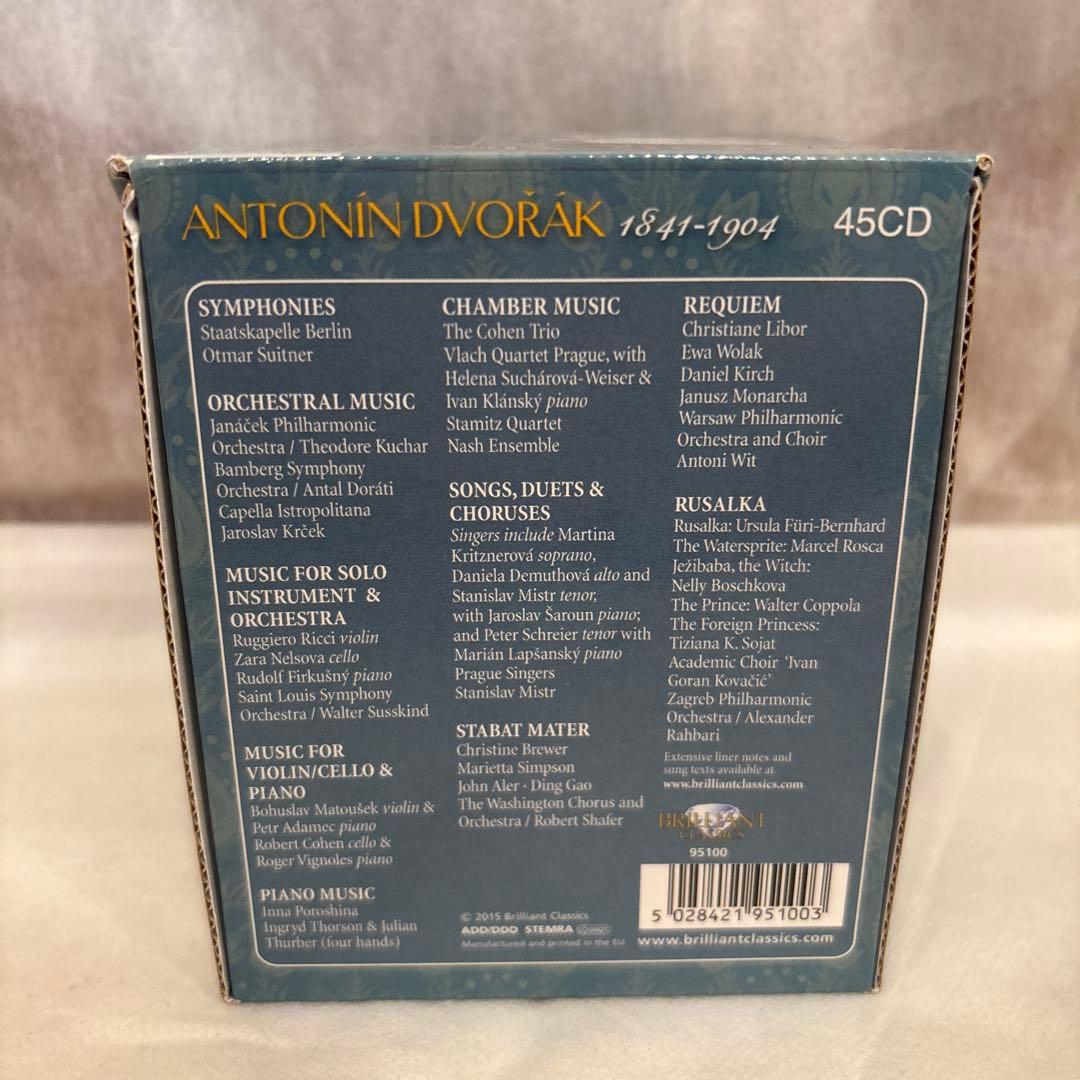 ANTONÍN DVOŘÁK 1841-1904 45CD
SYMPHONIES
Staatskapelle Berlin
Otmar Suitner
ORCHESTRAL MUSIC
Janáček Philharmonic
Orchestra / Theodore Kuchar
Bamberg Symphony
Orchestra / Antal Doráti
Capella Istropolitana
Jaroslav Krček
MUSIC FOR SOLO
INSTRUMENT &
ORCHESTRA
Ruggiero Ricci violin
Zara Nelsova cello
Rudolf Firkušný piano
Saint Louis Symphony
Orchestra / Walter Susskind
MUSIC FOR
VIOLIN/CELLO &
PIANO
Bohuslav Matoušek violin &
Petr Adamec piano
Robert Cohen cello &
Roger Vignoles piano
PIANO MUSIC
Inna Poroshina
Ingryd Thorson & Julian
Thurber (four hands)
CHAMBER MUSIC
The Cohen Trio
Vlach Quartet Prague, with
Helena Suchárová-Weiser &
Ivan Klánský piano
Stamitz Quartet
Nash Ensemble
SONGS, DUETS &
CHORUSES
Singers include Martina
Kritznerová soprano,
Daniela Demuthová alto and
Stanislav Mistr tenor,
with Jaroslav Šaroun piano;
and Peter Schreier tenor with
Marián Lapšanský piano
Prague Singers
Stanislav Mistr
STABAT MATER
Christine Brewer
Marietta Simpson
John Aler · Ding Gao
The Washington Chorus and
Orchestra / Robert Shafer
© 2015 Brilliant Classics
ADD/DDD STEMRA
Manufactured and printed in the EU
REQUIEM
Christiane Libor
Ewa Wolak
Daniel Kirch
Janusz Monarcha
Warsaw Philharmonic
Orchestra and Choir
Antoni Wit
RUSALKA
Rusalka: Ursula Füri-Bernhard
The Watersprite: Marcel Rosca
Ježibaba, the Witch:
Nelly Boschkova
The Prince: Walter Coppola
The Foreign Princess:
Tiziana K. Sojat
Academic Choir 'Ivan
Goran Kovačić'
Zagreb Philharmonic
Orchestra / Alexander
Rahbari
Extensive liner notes and
sung texts available at
www.brilliantclassics.com
BRILLIANT
CLASSICS
95100
5 028421 951003
www.brilliantclassics.com